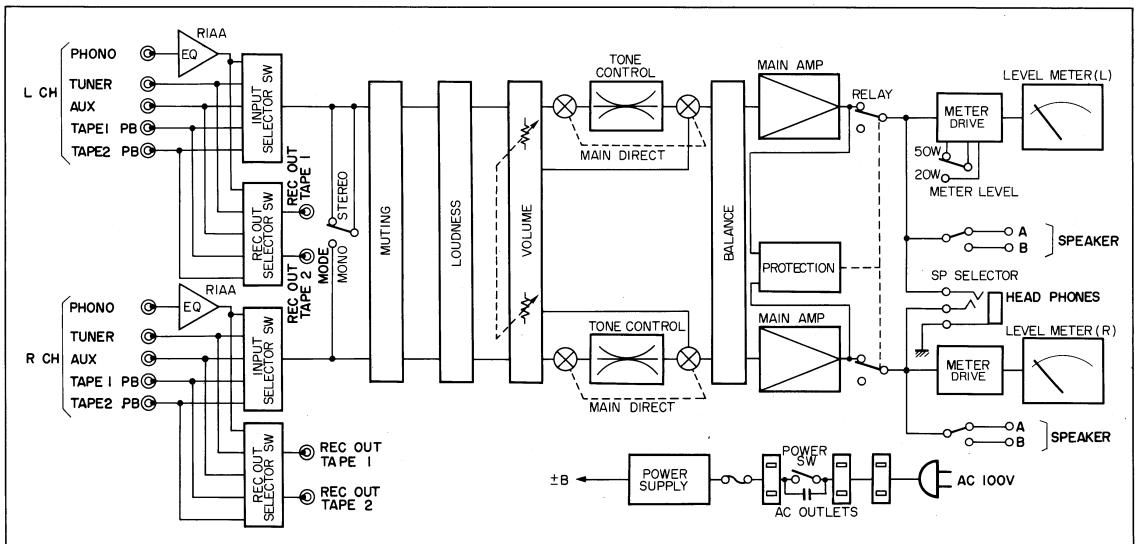 L CH
PHONO
RIAA
EQ
TUNER
AUX
TAPE1 PB
TAPE2 PB
INPUT SELECTOR SW
REC OUT SELECTOR SW
REC OUT TAPE 1
REC OUT TAPE 2
STEREO
MODE
MONO
R CH
PHONO
RIAA
EQ
TUNER
AUX
TAPE 1 PB
TAPE2 PB
INPUT SELECTOR SW
REC OUT SELECTOR SW
REC OUT
TAPE 1
REC OUT
TAPE 2
MUTING
LOUDNESS
VOLUME
TONE
CONTROL
MAIN DIRECT
TONE CONTROL
MAIN DIRECT
BALANCE
MAIN AMP
RELAY
PROTECTION
MAIN AMP
LEVEL METER(L)
METER
DRIVE
50W
20W
METER LEVEL
A
B
SPEAKER
SP SELECTOR
HEAD PHONES
LEVEL METER(R)
METER
DRIVE
A
B
SPEAKER
±B
POWER
SUPPLY
POWER
SW
AC OUTLETS
AC 100V